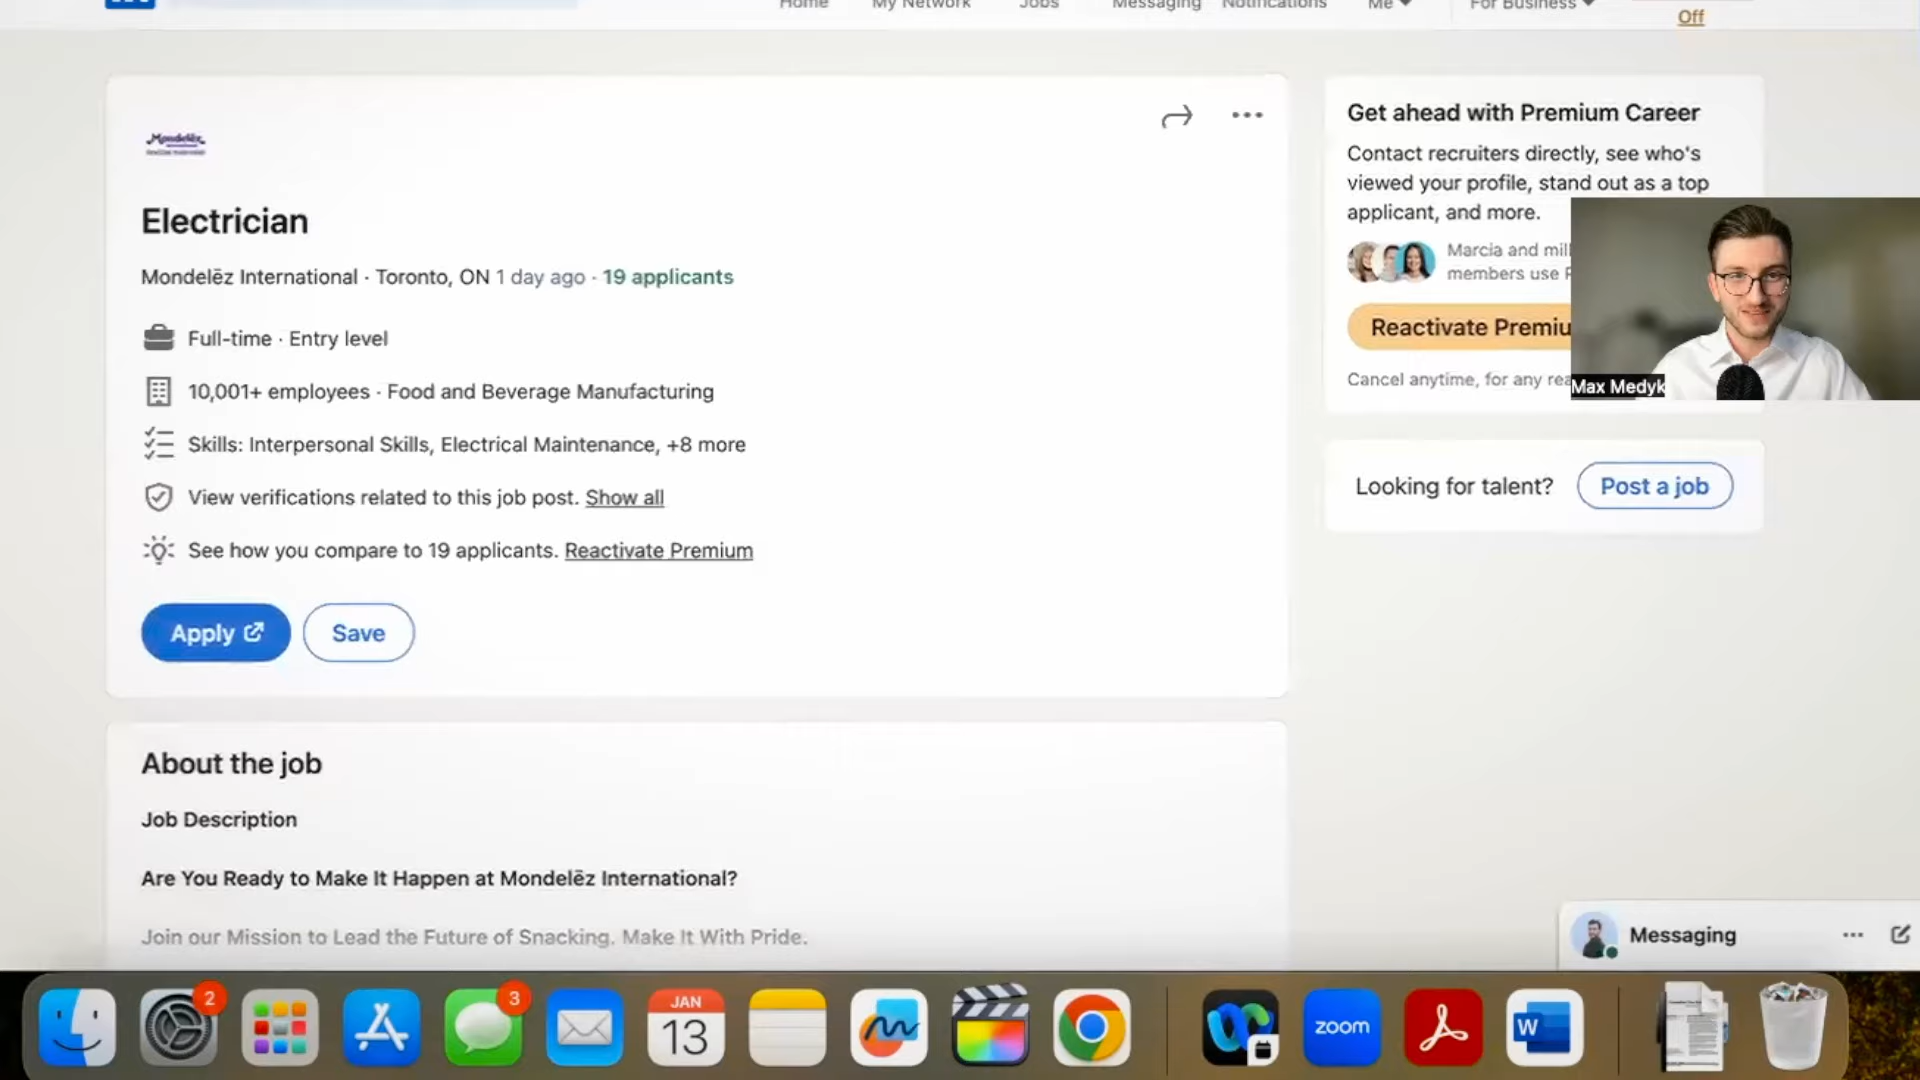 Home
My Network
Jobs
Messaging
Notifications
Me
For Business
Off
Mondelēz
Electrician
Mondelēz International · Toronto, ON 1 day ago · 19 applicants
Full-time · Entry level
10,001+ employees · Food and Beverage Manufacturing
Skills: Interpersonal Skills, Electrical Maintenance, +8 more
View verifications related to this job post. Show all
See how you compare to 19 applicants. Reactivate Premium
Apply
Save
About the job
Job Description
Are You Ready to Make It Happen at Mondelēz International?
Join our Mission to Lead the Future of Snacking. Make It With Pride.
Get ahead with Premium Career
Contact recruiters directly, see who's
viewed your profile, stand out as a top
applicant, and more.
Marcia and mil
members use
Reactivate Premiu
Cancel anytime, for any rea
Max Medyk
Looking for talent?
Post a job
Messaging
2
3
JAN
13
zoom
W